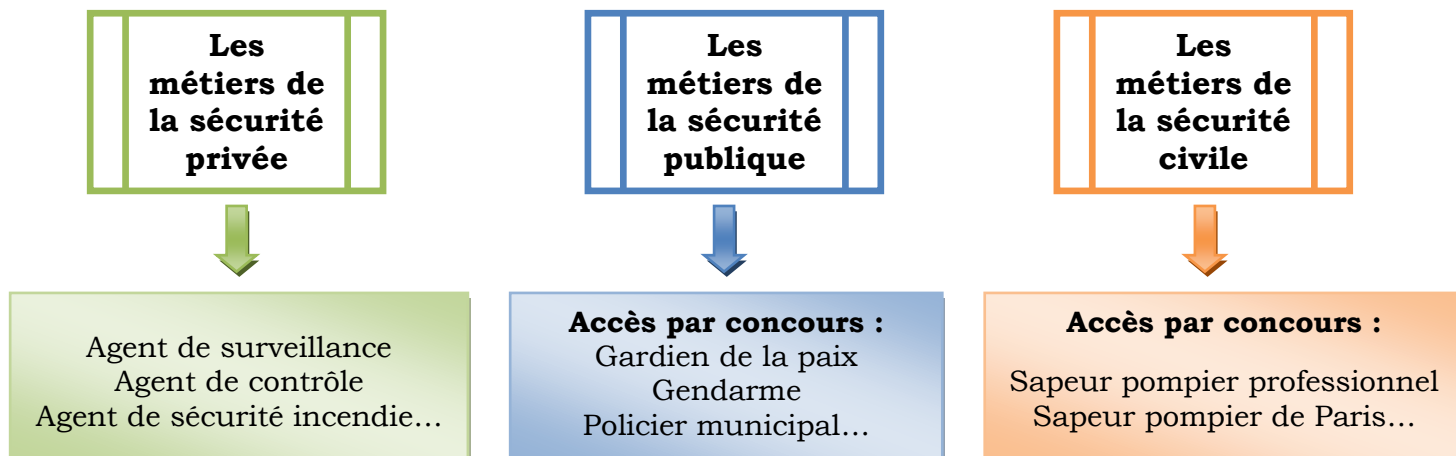 Les
métiers de
la sécurité
privée
Agent de surveillance
Agent de contrôle
Agent de sécurité incendie…
Les
métiers de
la sécurité
publique
Accès par concours :
Gardien de la paix
Gendarme
Policier municipal…
Les
métiers de
la sécurité
civile
Accès par concours :
Sapeur pompier professionnel
Sapeur pompier de Paris…